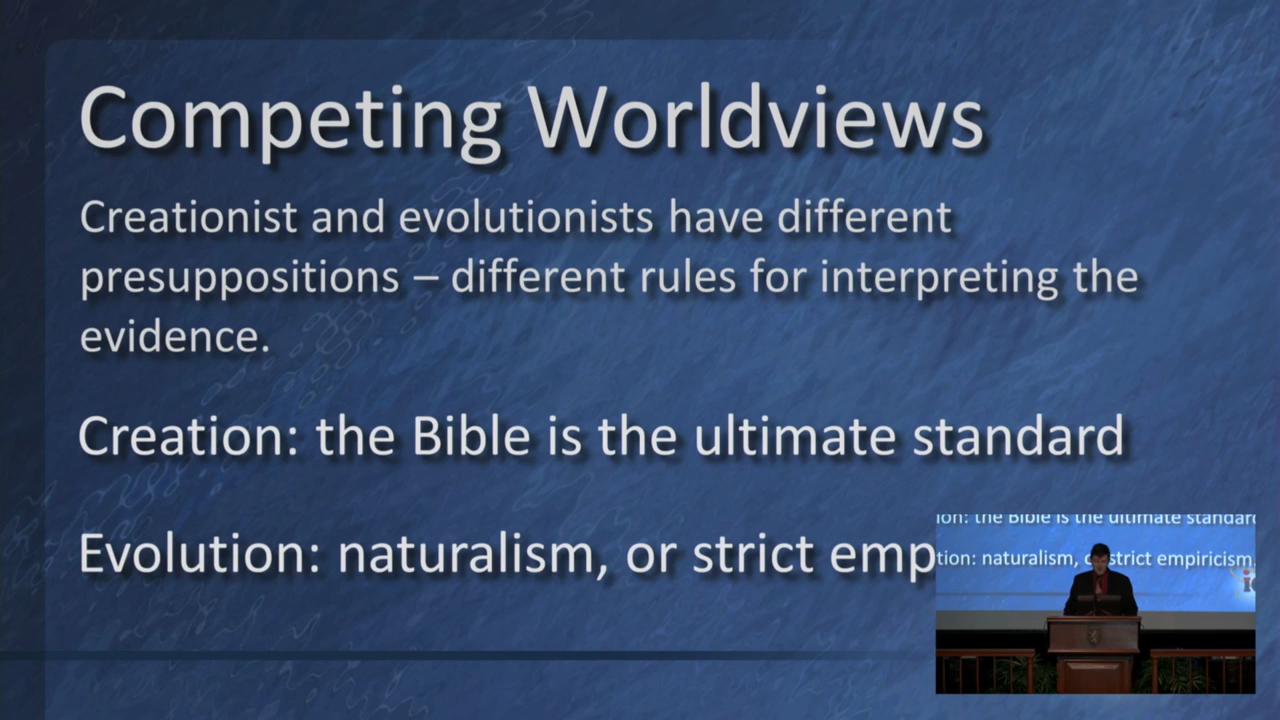 Competing Worldviews
Creationist and evolutionists have different
presuppositions – different rules for interpreting the
evidence.
Creation: the Bible is the ultimate standard
Evolution: naturalism, or strict emp
ion: the Bible is the ultimate standard
tion: naturalism, or strict empiricism